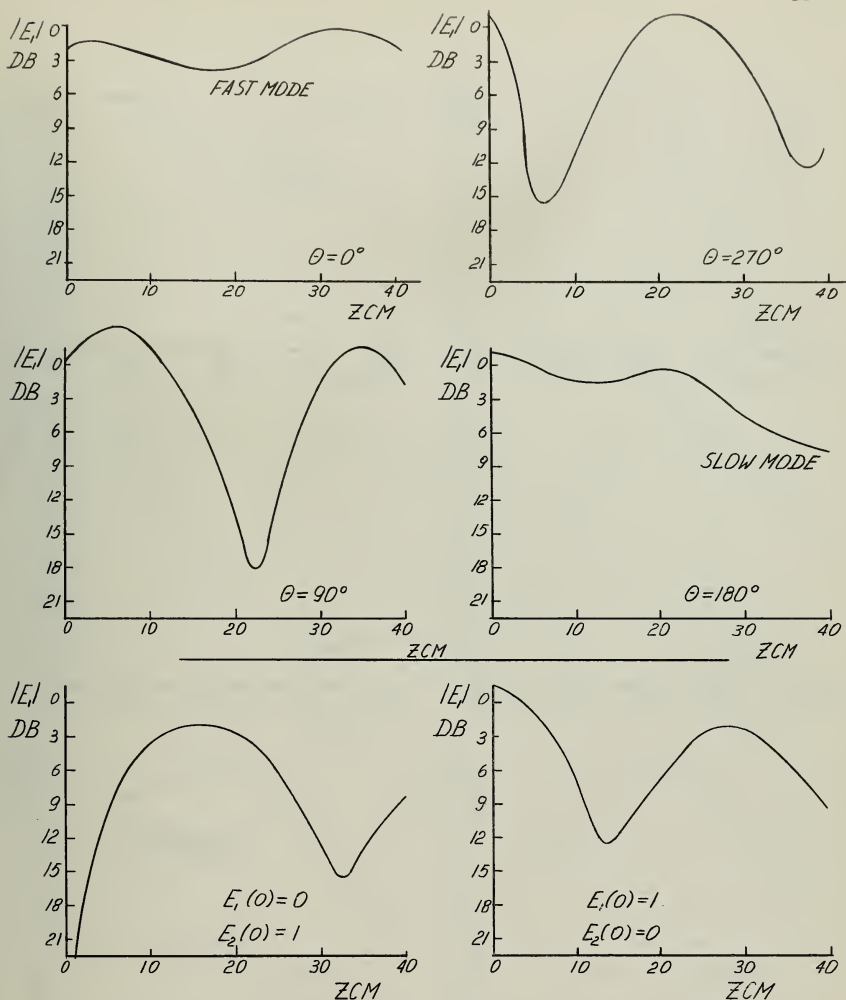 |E₁| 0
DB 3
6
9
12
15
18
21
FAST MODE
Θ=0°
0 10 20 30 40
ZCM
|E₁| 0
DB 3
6
9
12
15
18
21
Θ=270°
0 10 20 30 40
ZCM
|E₁| 0
DB 3
6
9
12
15
18
21
Θ=90°
0 10 20 30 40
ZCM
|E₁| 0
DB 3
6
9
12
15
18
21
SLOW MODE
Θ=180°
0 10 20 30 40
ZCM
|E₁| 0
DB 3
6
9
12
15
18
21
E₁(0)=0
E₂(0)=1
0 10 20 30 40
ZCM
|E₁| 0
DB 3
6
9
12
15
18
21
E₁(0)=1
E₂(0)=0
0 10 20 30 40
ZCM